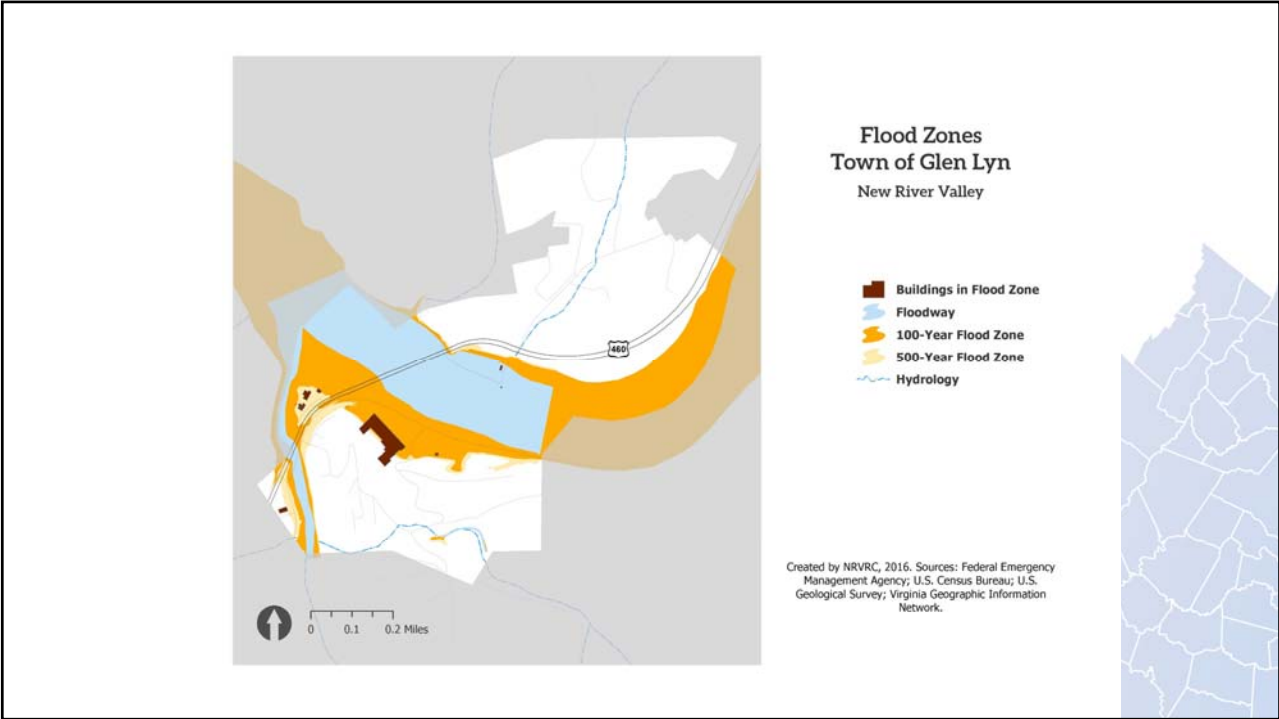 Flood Zones
Town of Glen Lyn
New River Valley
Buildings in Flood Zone
Floodway
100-Year Flood Zone
500-Year Flood Zone
Hydrology
460
Created by NRVRC, 2016. Sources: Federal Emergency
Management Agency; U.S. Census Bureau; U.S.
Geological Survey; Virginia Geographic Information
Network.
0 0.1 0.2 Miles